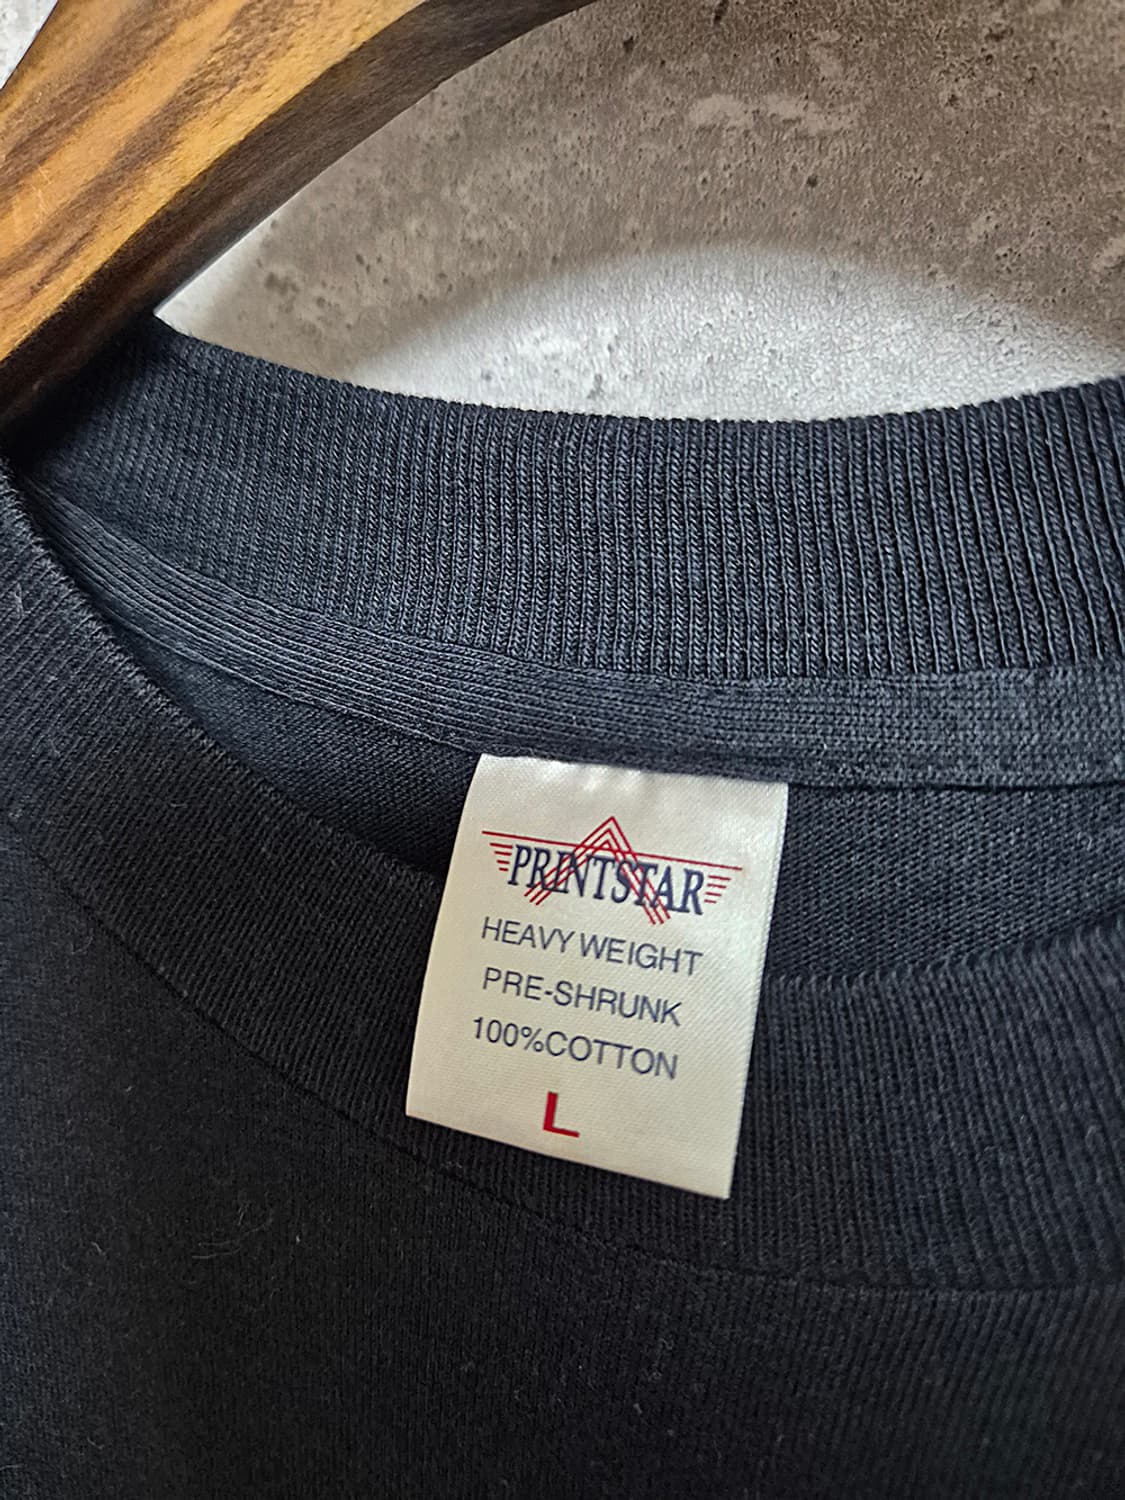 PRINTSTAR
HEAVY WEIGHT
PRE-SHRUNK
100%COTTON
L